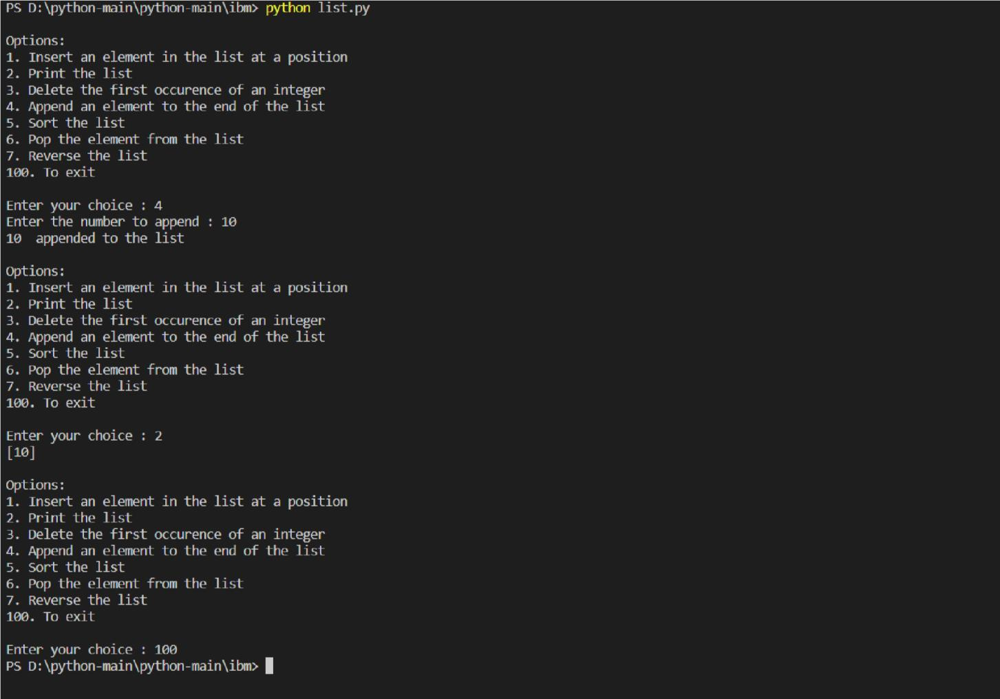 PS D:\python-main\python-main\ibm> python list.py
Options:
1. Insert an element in the list at a position
2. Print the list
3. Delete the first occurence of an integer
4. Append an element to the end of the list
5. Sort the list
6. Pop the element from the list
7. Reverse the list
100. To exit
Enter your choice : 4
Enter the number to append : 10
10  appended to the list
Options:
1. Insert an element in the list at a position
2. Print the list
3. Delete the first occurence of an integer
4. Append an element to the end of the list
5. Sort the list
6. Pop the element from the list
7. Reverse the list
100. To exit
Enter your choice : 2
[10]
Options:
1. Insert an element in the list at a position
2. Print the list
3. Delete the first occurence of an integer
4. Append an element to the end of the list
5. Sort the list
6. Pop the element from the list
7. Reverse the list
100. To exit
Enter your choice : 100
PS D:\python-main\python-main\ibm>